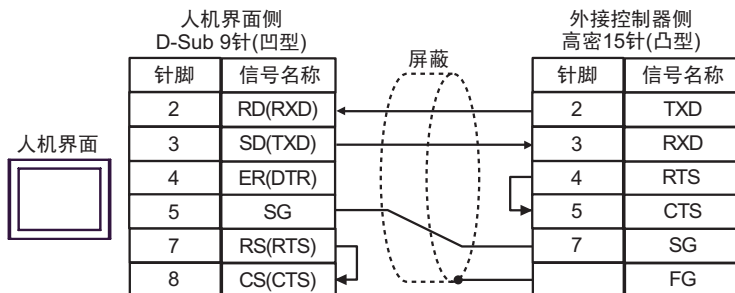 人机界面侧
D-Sub 9针(凹型)
外接控制器侧
高密15针(凸型)
屏蔽
人机界面
针脚 信号名称
2 RD(RXD)
3 SD(TXD)
4 ER(DTR)
5 SG
7 RS(RTS)
8 CS(CTS)
针脚 信号名称
2 TXD
3 RXD
4 RTS
5 CTS
7 SG
FG